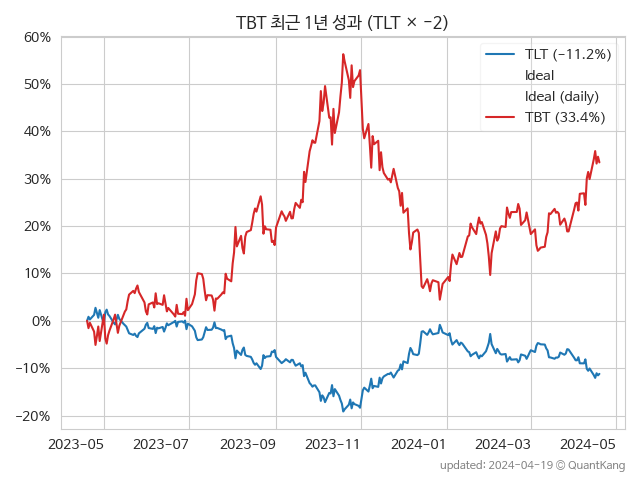 TBT 최근 1년 성과 (TLT × −2)
60%
50%
40%
30%
20%
10%
0%
−10%
−20%
TLT (−11.2%)
Ideal
Ideal (daily)
TBT (33.4%)
2023−05 2023−07 2023−09 2023−11 2024−01 2024−03 2024−05
updated: 2024−04−19 © QuantKang